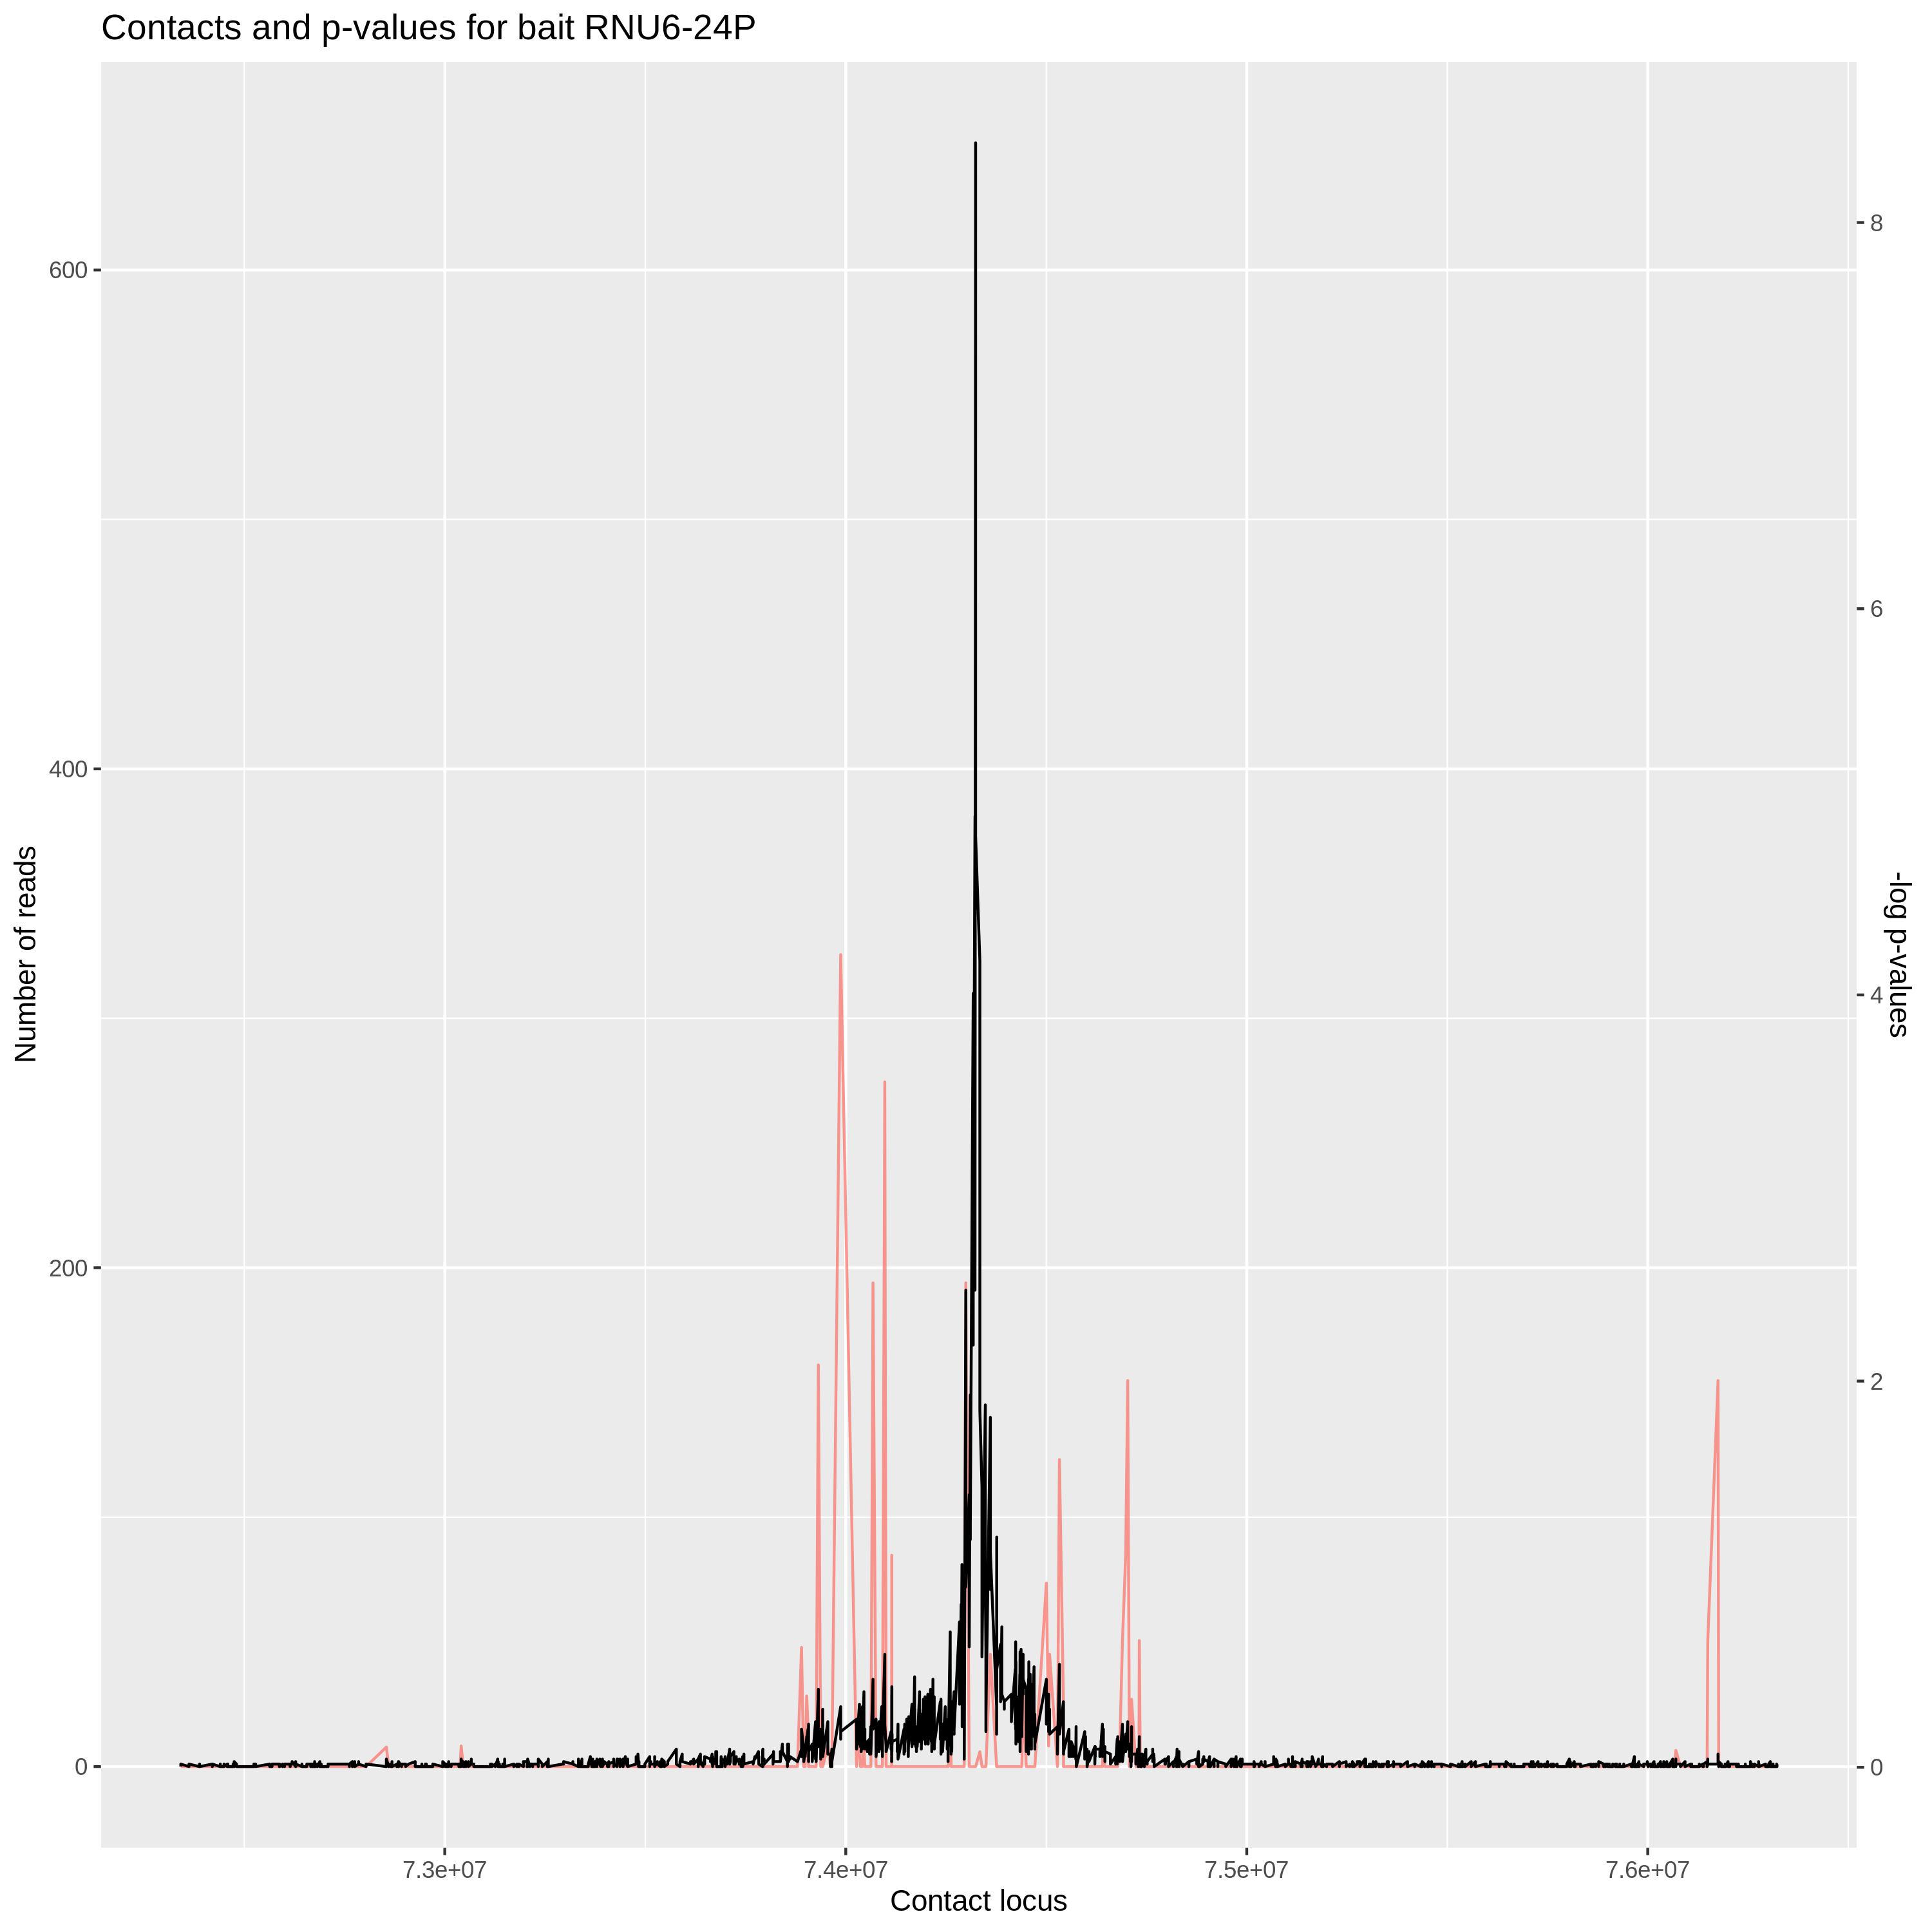 Contacts and p-values for bait RNU6-24P
600
400
200
0
Number of reads
8
6
4
2
0
-log p-values
7.3e+07
7.4e+07
7.5e+07
7.6e+07
Contact locus